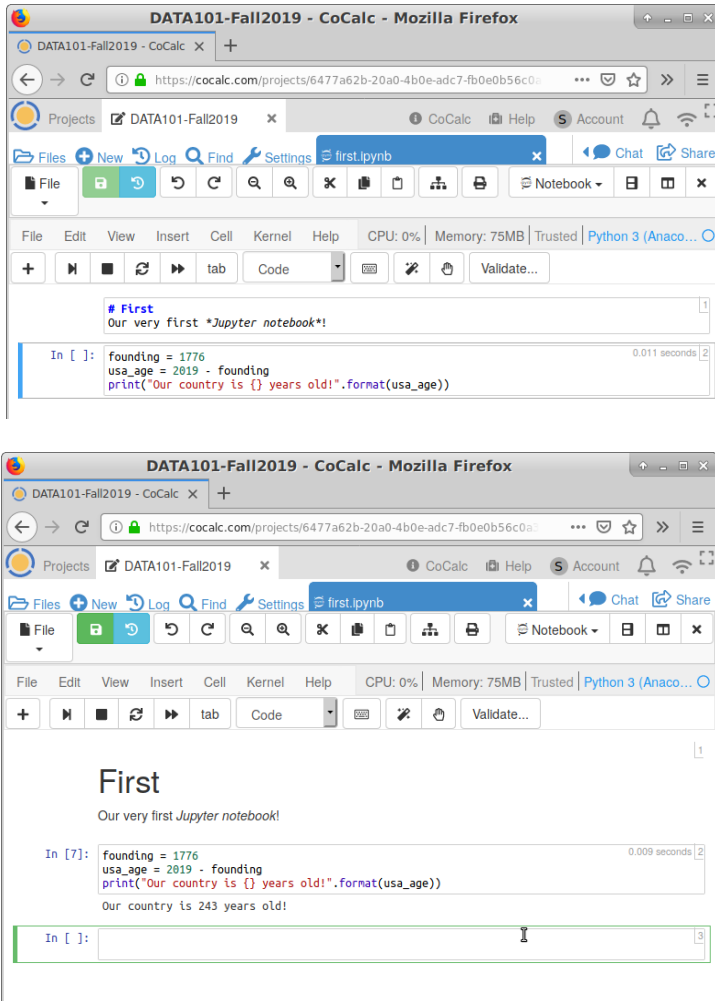 DATA101-Fall2019 - CoCalc - Mozilla Firefox
DATA101-Fall2019 - CoCalc
https://cocalc.com/projects/6477a62b-20a0-4b0e-adc7-fb0e0b56c0a
Projects DATA101-Fall2019 CoCalc Help S Account
Files New Log Find Settings first.ipynb Chat Share
File Notebook
File Edit View Insert Cell Kernel Help CPU: 0% Memory: 75MB Trusted Python 3 (Anaco...
tab Code Validate...
# First 1
Our very first *Jupyter notebook*!
In [ ]: founding = 1776 0.011 seconds 2
usa_age = 2019 - founding
print("Our country is {} years old!".format(usa_age))
DATA101-Fall2019 - CoCalc - Mozilla Firefox
DATA101-Fall2019 - CoCalc
https://cocalc.com/projects/6477a62b-20a0-4b0e-adc7-fb0e0b56c0a
Projects DATA101-Fall2019 CoCalc Help S Account
Files New Log Find Settings first.ipynb Chat Share
File Notebook
File Edit View Insert Cell Kernel Help CPU: 0% Memory: 75MB Trusted Python 3 (Anaco...
tab Code Validate...
1
First
Our very first Jupyter notebook!
In [7]: founding = 1776 0.009 seconds 2
usa_age = 2019 - founding
print("Our country is {} years old!".format(usa_age))
Our country is 243 years old!
In [ ]: 3